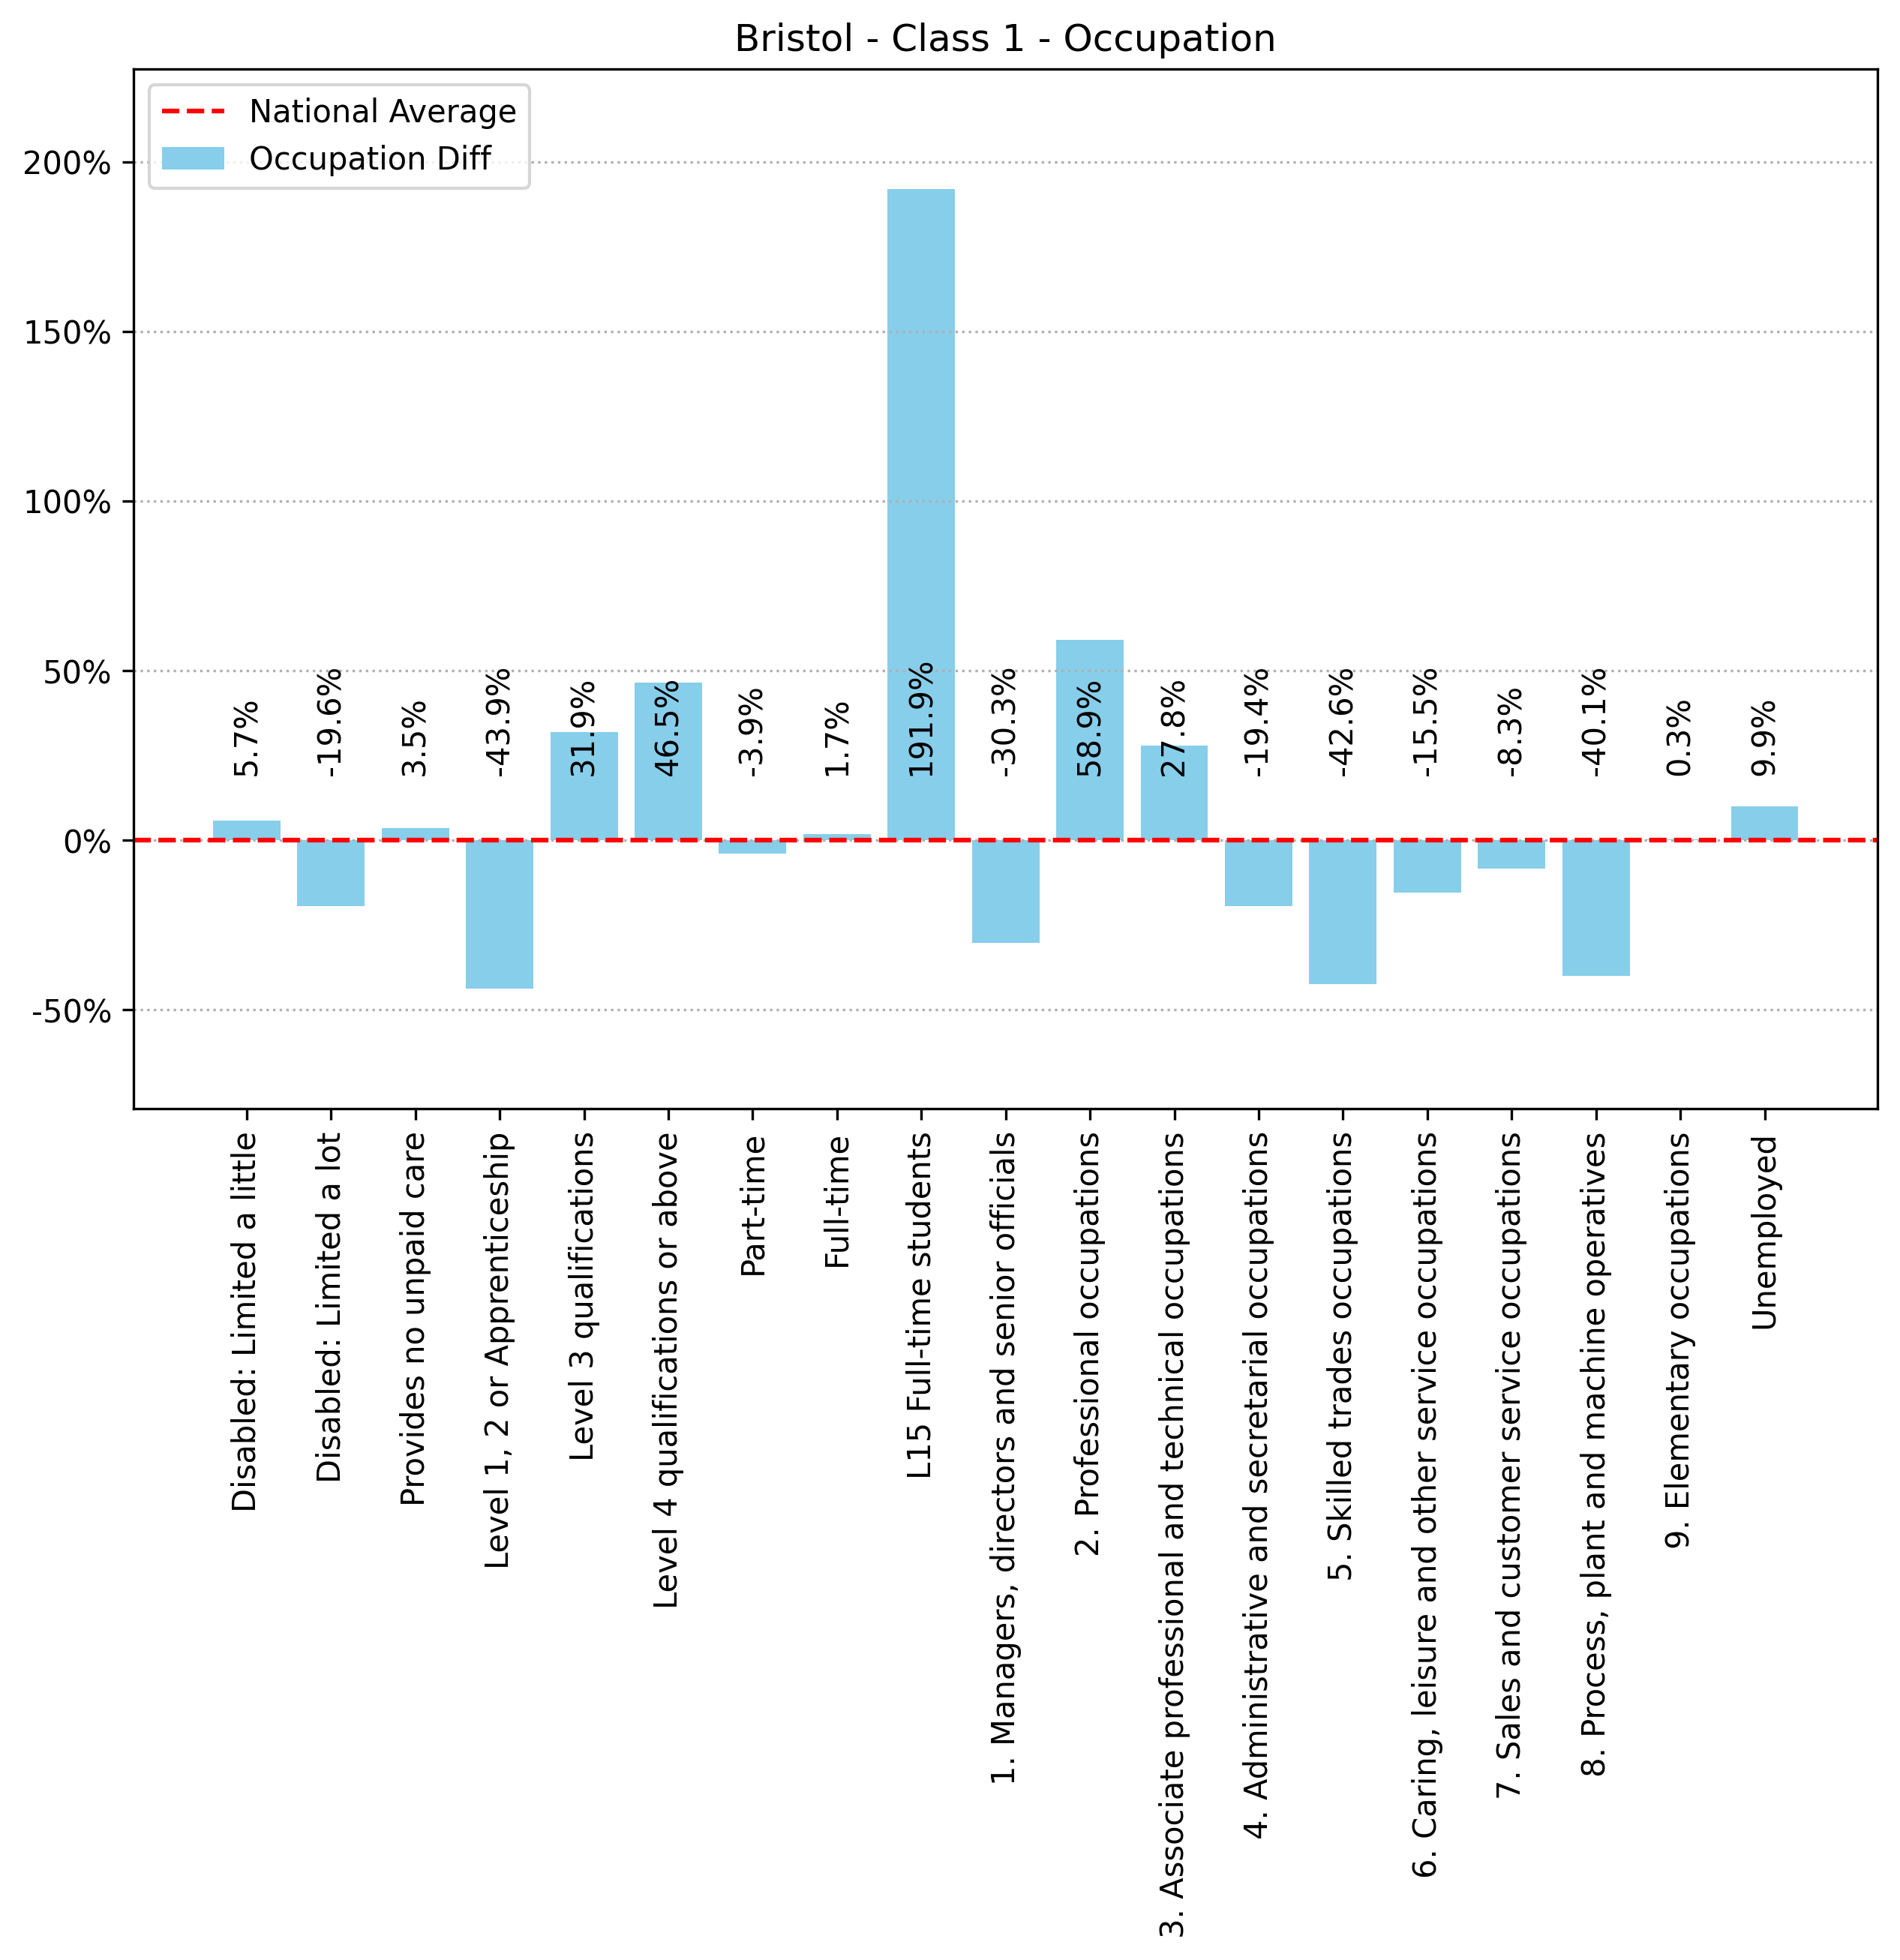 Bristol - Class 1 - Occupation
National Average
Occupation Diff
200%
150%
100%
50%
0%
-50%
5.7%
-19.6%
3.5%
-43.9%
31.9%
46.5%
-3.9%
1.7%
191.9%
-30.3%
58.9%
27.8%
-19.4%
-42.6%
-15.5%
-8.3%
-40.1%
0.3%
9.9%
Disabled: Limited a little
Disabled: Limited a lot
Provides no unpaid care
Level 1, 2 or Apprenticeship
Level 3 qualifications
Level 4 qualifications or above
Part-time
Full-time
L15 Full-time students
1. Managers, directors and senior officials
2. Professional occupations
3. Associate professional and technical occupations
4. Administrative and secretarial occupations
5. Skilled trades occupations
6. Caring, leisure and other service occupations
7. Sales and customer service occupations
8. Process, plant and machine operatives
9. Elementary occupations
Unemployed